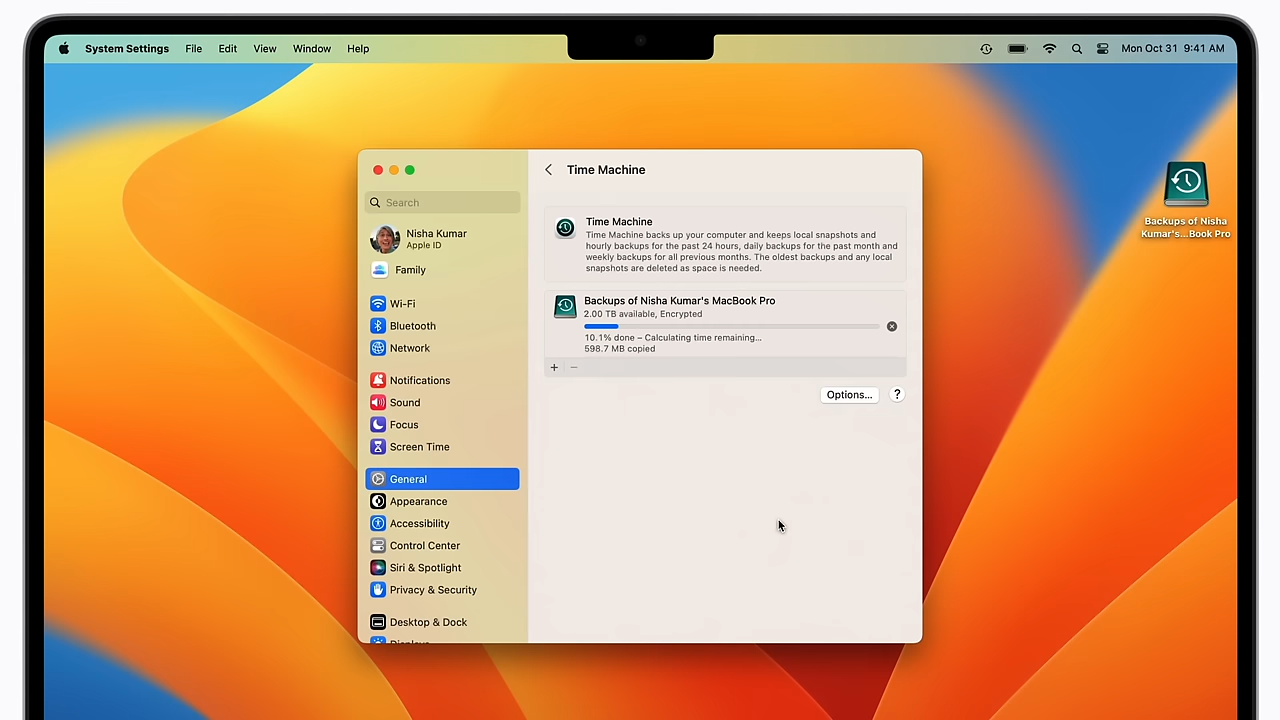 System Settings File Edit View Window Help
Mon Oct 31 9:41 AM
Search
Nisha Kumar
Apple ID
Family
Wi-Fi
Bluetooth
Network
Notifications
Sound
Focus
Screen Time
General
Appearance
Accessibility
Control Center
Siri & Spotlight
Privacy & Security
Desktop & Dock
Displays
Time Machine
Time Machine
Time Machine backs up your computer and keeps local snapshots and
hourly backups for the past 24 hours, daily backups for the past month and
weekly backups for all previous months. The oldest backups and any local
snapshots are deleted as space is needed.
Backups of Nisha Kumar's MacBook Pro
2.00 TB available, Encrypted
10.1% done – Calculating time remaining...
598.7 MB copied
+ −
Options... ?
Backups of Nisha
Kumar's...Book Pro